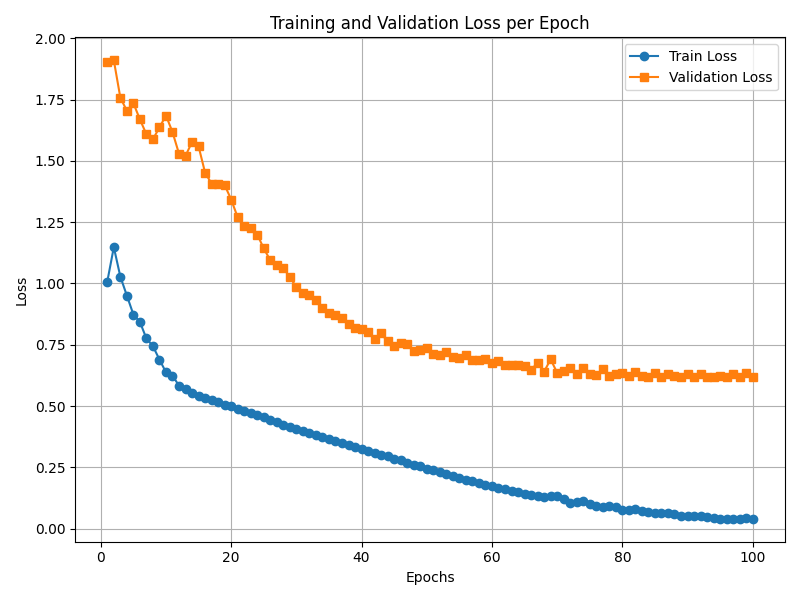 Training and Validation Loss per Epoch
Train Loss
Validation Loss
2.00
1.75
1.50
1.25
1.00
0.75
0.50
0.25
0.00
Loss
0 20 40 60 80 100
Epochs